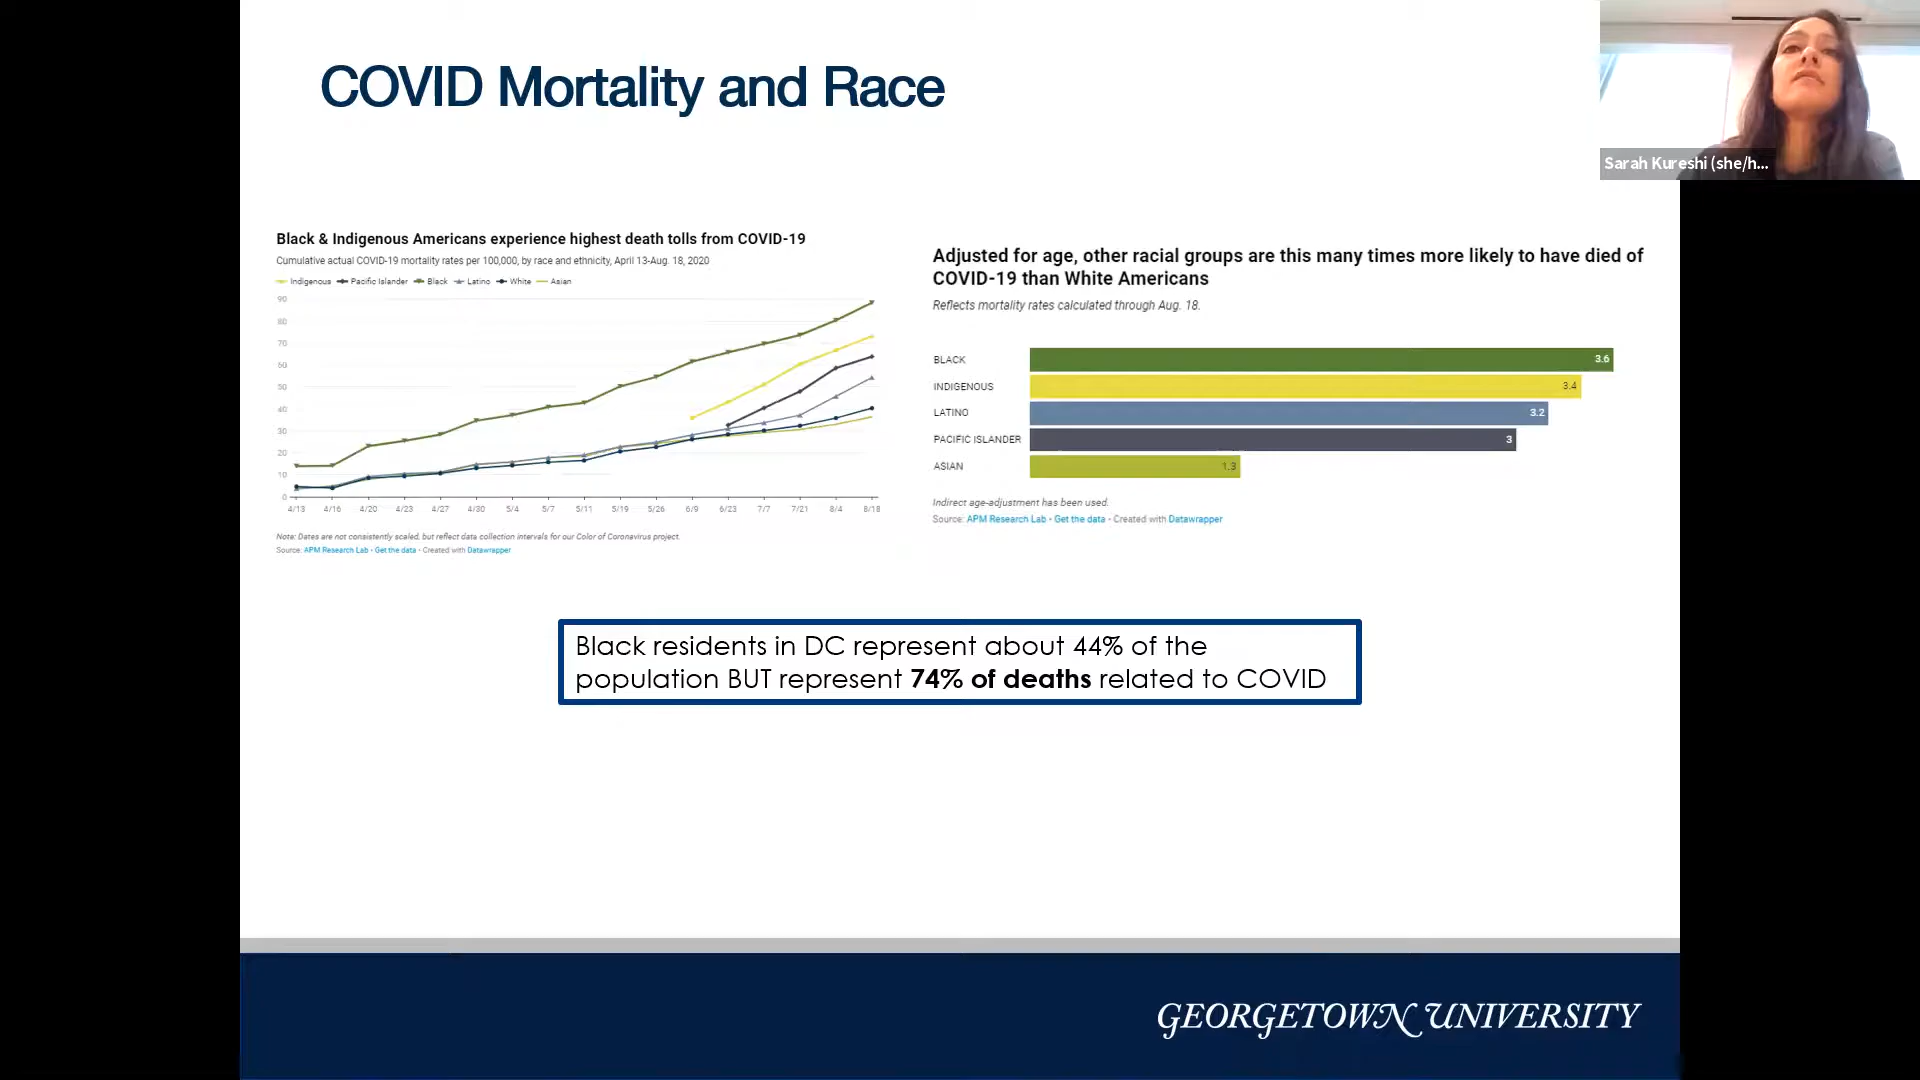 COVID Mortality and Race
Sarah Kureshi (she/h...
Black & Indigenous Americans experience highest death tolls from COVID-19
Cumulative actual COVID-19 mortality rates per 100,000, by race and ethnicity, April 13-Aug. 18, 2020
Indigenous Pacific Islander Black Latino White Asian
90
80
70
60
50
40
30
20
10
0
4/13 4/16 4/20 4/23 4/27 4/30 5/4 5/7 5/11 5/19 5/26 6/9 6/23 7/7 7/21 8/4 8/18
Note: Dates are not consistently scaled, but reflect data collection intervals for our Color of Coronavirus project.
Source: APM Research Lab • Get the data • Created with Datawrapper
Adjusted for age, other racial groups are this many times more likely to have died of
COVID-19 than White Americans
Reflects mortality rates calculated through Aug. 18.
BLACK 3.6
INDIGENOUS 3.4
LATINO 3.2
PACIFIC ISLANDER 3
ASIAN 1.3
Indirect age-adjustment has been used.
Source: APM Research Lab • Get the data • Created with Datawrapper
Black residents in DC represent about 44% of the
population BUT represent 74% of deaths related to COVID
GEORGETOWN UNIVERSITY